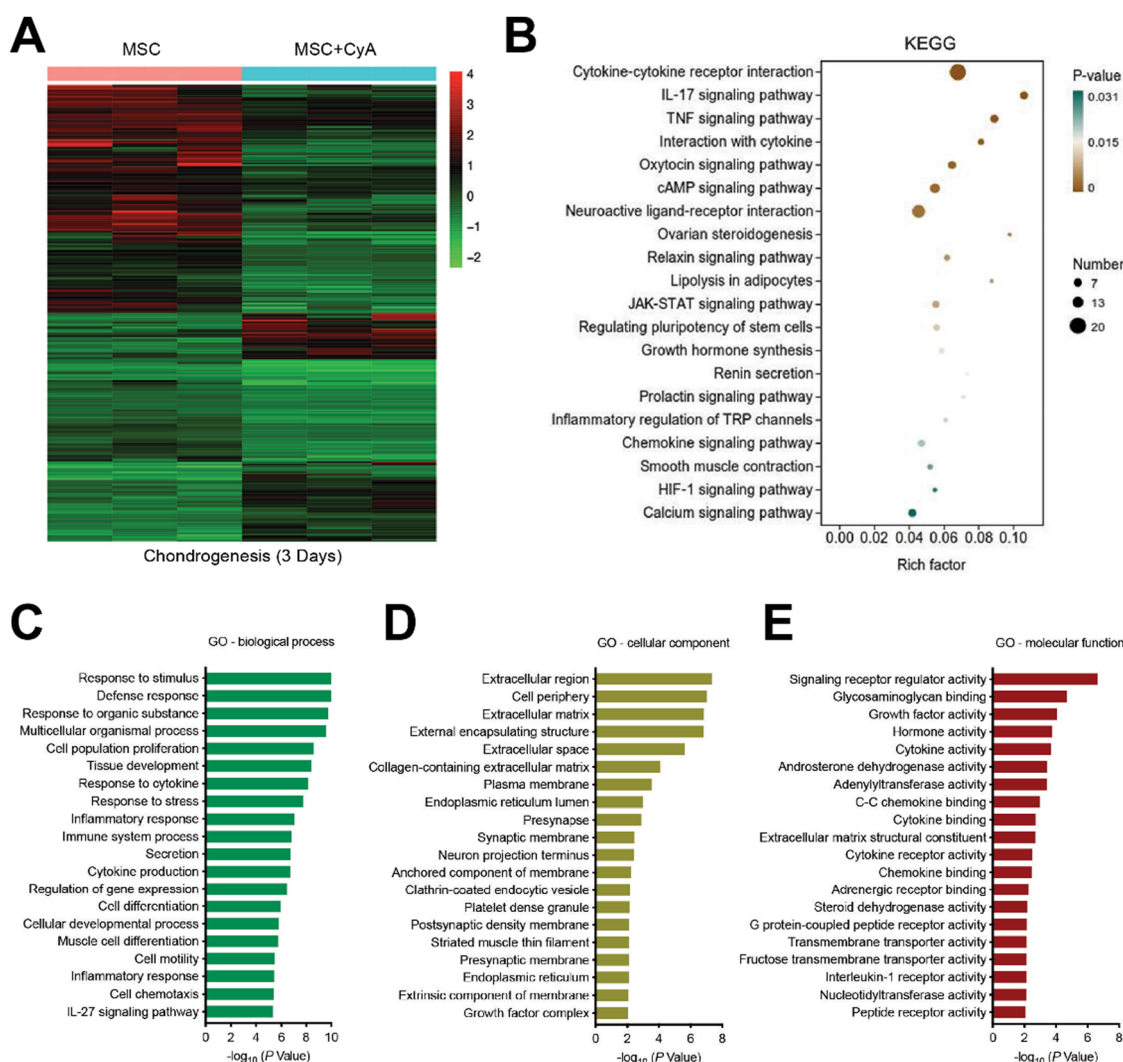 A
MSC
MSC+CyA
4
3
2
1
0
−1
−2
Chondrogenesis (3 Days)
B
KEGG
Cytokine-cytokine receptor interaction
IL-17 signaling pathway
TNF signaling pathway
Interaction with cytokine
Oxytocin signaling pathway
cAMP signaling pathway
Neuroactive ligand-receptor interaction
Ovarian steroidogenesis
Relaxin signaling pathway
Lipolysis in adipocytes
JAK-STAT signaling pathway
Regulating pluripotency of stem cells
Growth hormone synthesis
Renin secretion
Prolactin signaling pathway
Inflammatory regulation of TRP channels
Chemokine signaling pathway
Smooth muscle contraction
HIF-1 signaling pathway
Calcium signaling pathway
0.00 0.02 0.04 0.06 0.08 0.10
Rich factor
P-value
0.031
0.015
0
Number
7
13
20
C
GO - biological process
Response to stimulus
Defense response
Response to organic substance
Multicellular organismal process
Cell population proliferation
Tissue development
Response to cytokine
Response to stress
Inflammatory response
Immune system process
Secretion
Cytokine production
Regulation of gene expression
Cell differentiation
Cellular developmental process
Muscle cell differentiation
Cell motility
Inflammatory response
Cell chemotaxis
IL-27 signaling pathway
0 2 4 6 8 10
-log10 (P Value)
D
GO - cellular component
Extracellular region
Cell periphery
Extracellular matrix
External encapsulating structure
Extracellular space
Collagen-containing extracellular matrix
Plasma membrane
Endoplasmic reticulum lumen
Presynapse
Synaptic membrane
Neuron projection terminus
Anchored component of membrane
Clathrin-coated endocytic vesicle
Platelet dense granule
Postsynaptic density membrane
Striated muscle thin filament
Presynaptic membrane
Endoplasmic reticulum
Extrinsic component of membrane
Growth factor complex
0 2 4 6 8
-log10 (P Value)
E
GO - molecular function
Signaling receptor regulator activity
Glycosaminoglycan binding
Growth factor activity
Hormone activity
Cytokine activity
Androsterone dehydrogenase activity
Adenylyltransferase activity
C-C chemokine binding
Cytokine binding
Extracellular matrix structural constituent
Cytokine receptor activity
Chemokine binding
Adrenergic receptor binding
Steroid dehydrogenase activity
G protein-coupled peptide receptor activity
Transmembrane transporter activity
Fructose transmembrane transporter activity
Interleukin-1 receptor activity
Nucleotidyltransferase activity
Peptide receptor activity
0 2 4 6 8
-log10 (P Value)